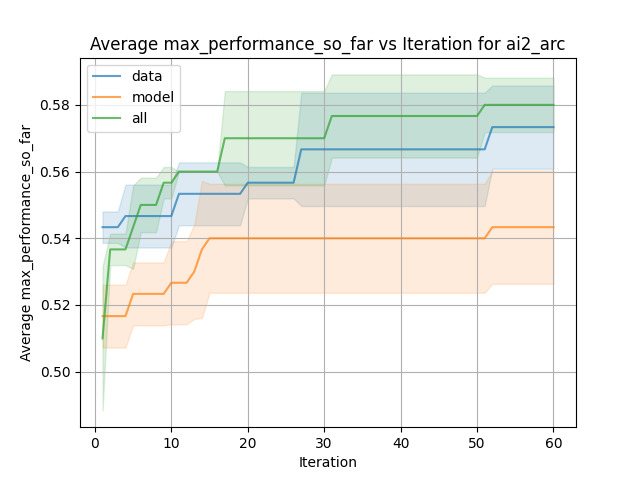 Average max_performance_so_far vs Iteration for ai2_arc
data
model
all
Average max_performance_so_far
0.58
0.56
0.54
0.52
0.50
0 10 20 30 40 50 60
Iteration